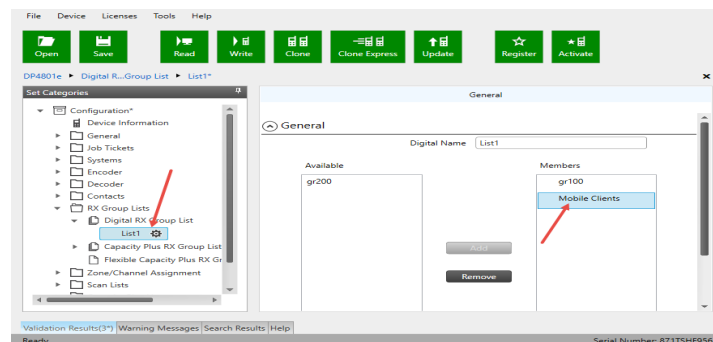 File Device Licenses Tools Help
Open Save Read Write Clone Clone Express Update Register Activate
DP4801e Digital R...Group List List1*
Set Categories
General
Configuration*
Device Information
General
Job Tickets
Systems
Encoder
Decoder
Contacts
RX Group Lists
Digital RX Group List
List1
Capacity Plus RX Group List
Flexible Capacity Plus RX Gr
Zone/Channel Assignment
Scan Lists
General
Digital Name List1
Available Members
gr200 gr100
Mobile Clients
Add
Remove
Validation Results(3*) Warning Messages Search Results Help
Ready Serial Number: 871TSHF956